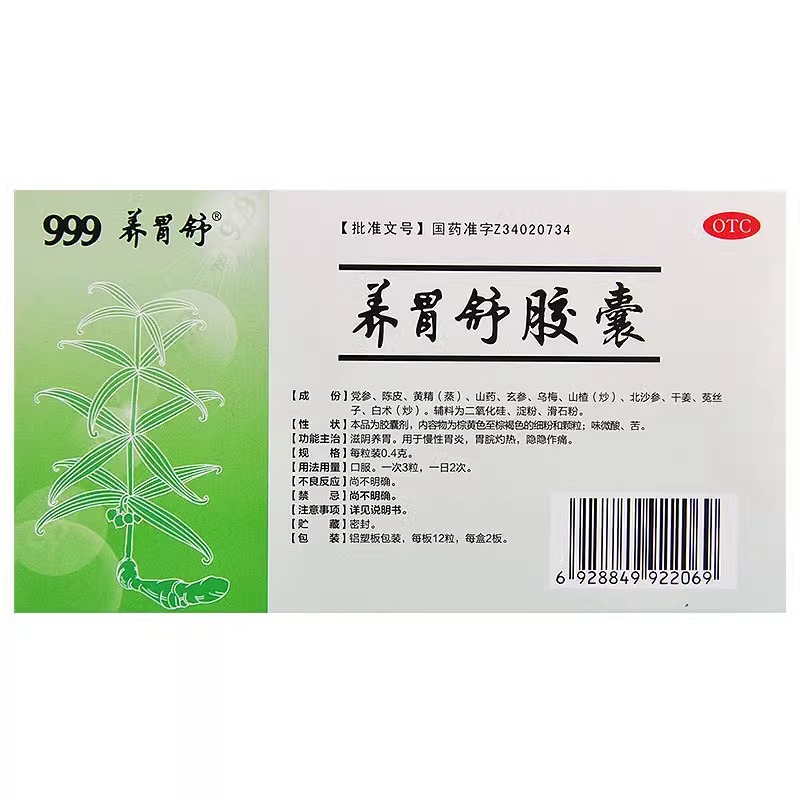 999 养胃舒®
【批准文号】国药准字Z34020734
OTC
养胃舒胶囊
【成　份】党参、陈皮、黄精（蒸）、山药、玄参、乌梅、山楂（炒）、北沙参、干姜、菟丝
子、白术（炒）。辅料为二氧化硅、淀粉、滑石粉。
【性　状】本品为胶囊剂，内容物为棕黄色至棕褐色的细粉和颗粒；味微酸、苦。
【功能主治】滋阴养胃。用于慢性胃炎，胃脘灼热，隐隐作痛。
【规　格】每粒装0.4克。
【用法用量】口服。一次3粒，一日2次。
【不良反应】尚不明确。
【禁　忌】尚不明确。
【注意事项】详见说明书。
【贮　藏】密封。
【包　装】铝塑板包装，每板12粒，每盒2板。
6 928849 922069